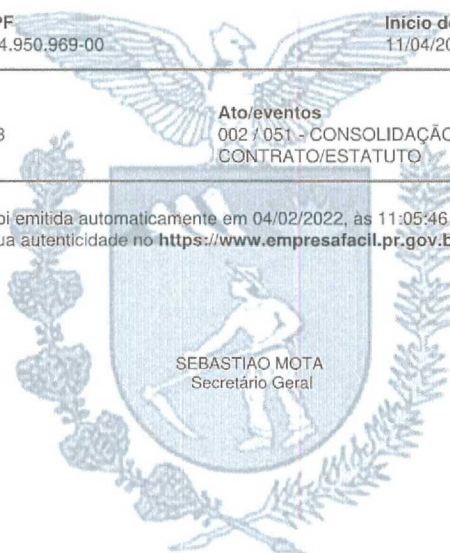 PF Início d
4.950.969-00 11/04/20
Ato/eventos
3 002 / 051 - CONSOLIDAÇÃO
CONTRATO/ESTATUTO
oi emitida automaticamente em 04/02/2022, às 11:05:46
ua autenticidade no https://www.empresafacil.pr.gov.b
SEBASTIAO MOTA
Secretário Geral